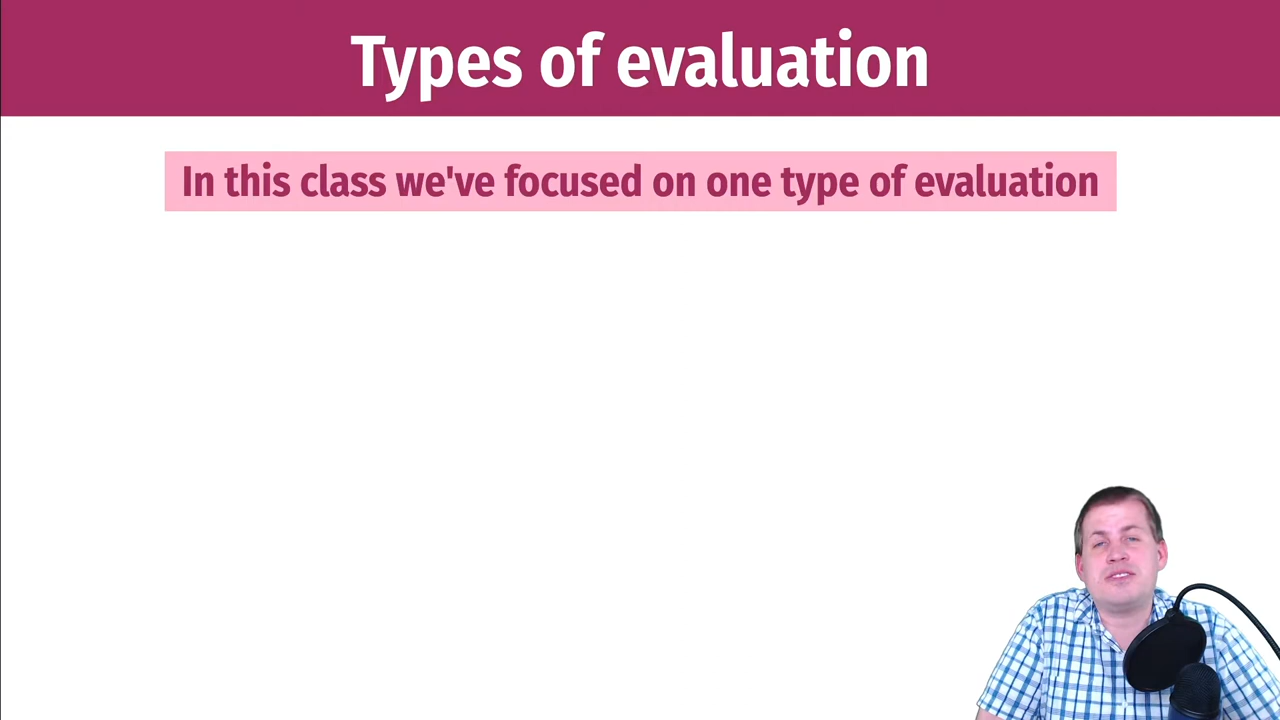 Types of evaluation
In this class we've focused on one type of evaluation